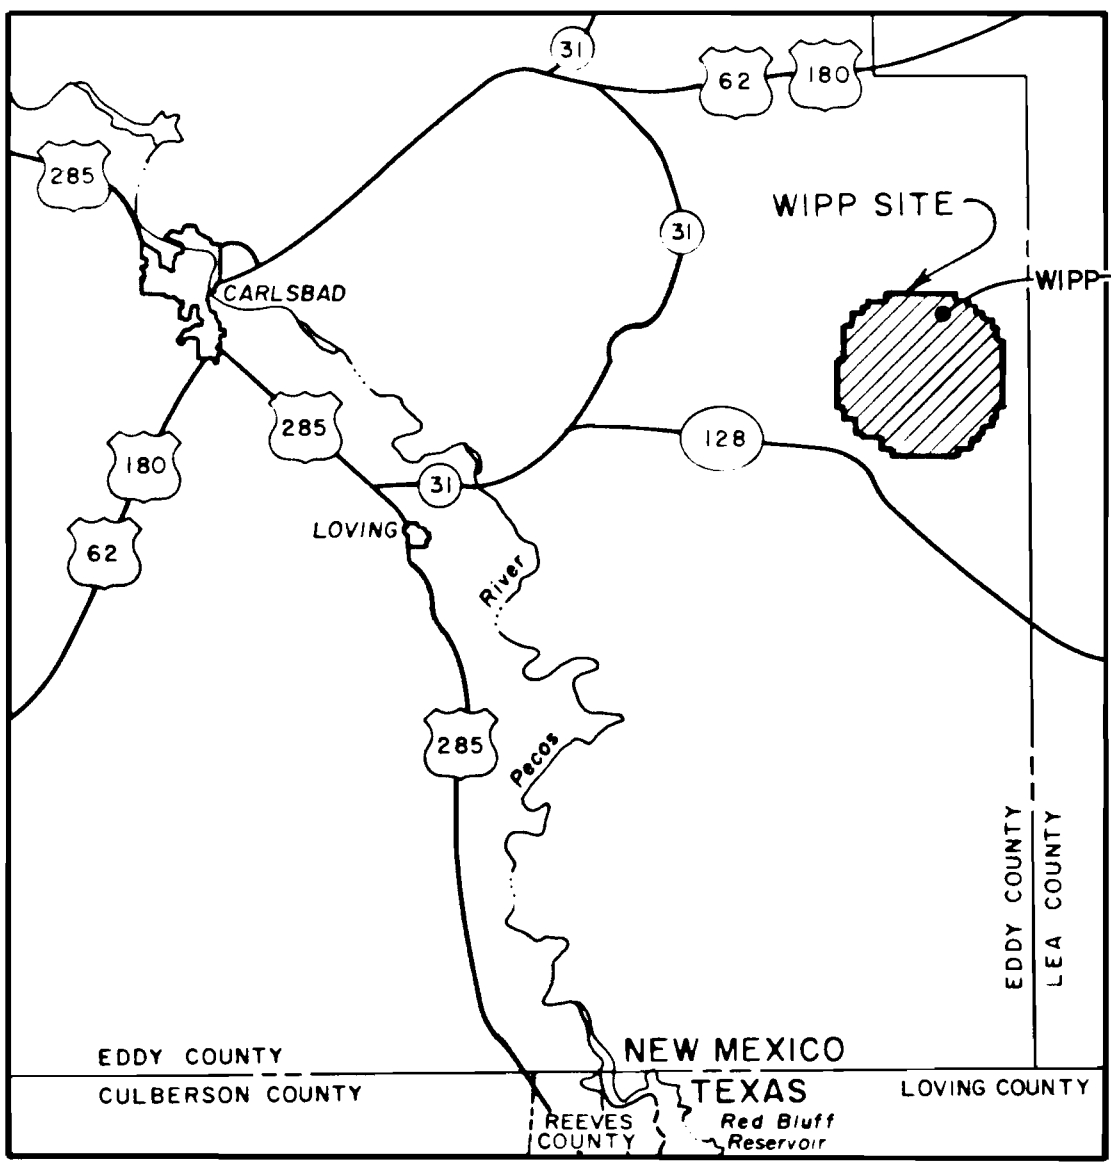 31
62
180
285
WIPP SITE
31
WIPP
CARLSBAD
285
128
180
31
LOVING
62
River
285
Pecos
EDDY COUNTY
LEA COUNTY
EDDY COUNTY
NEW MEXICO
CULBERSON COUNTY
TEXAS
LOVING COUNTY
REEVES
COUNTY
Red Bluff
Reservoir